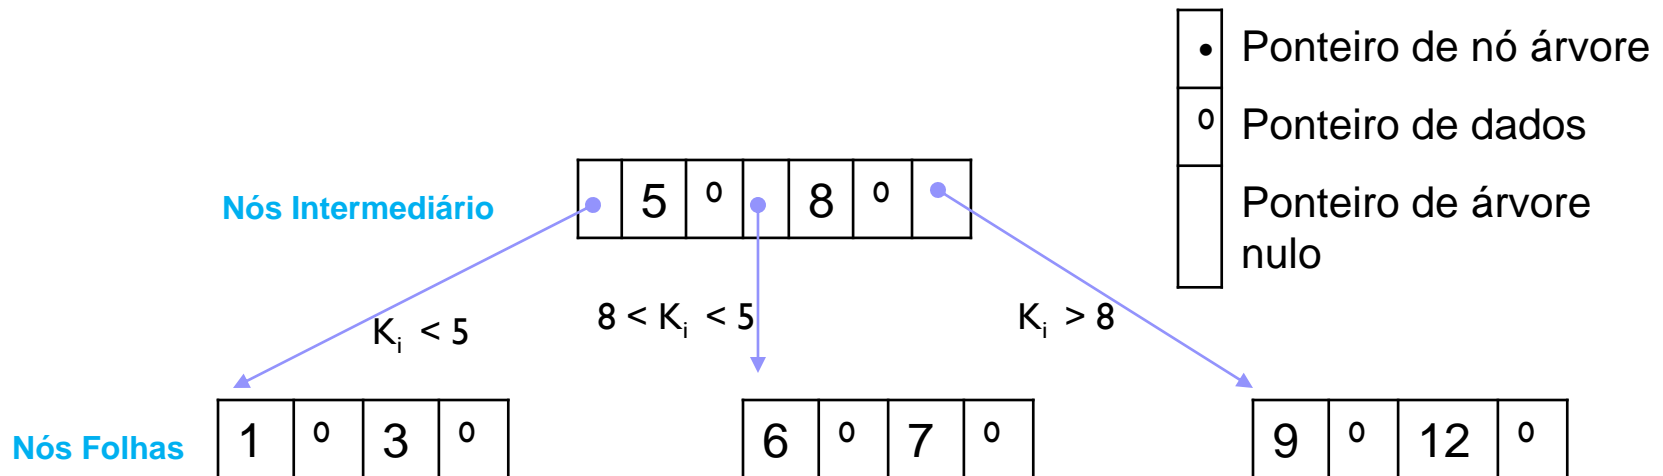 • Ponteiro de nó árvore
o Ponteiro de dados
Ponteiro de árvore
nulo
Nós Intermediário
5 o 8 o
Ki < 5
8 < Ki < 5
Ki > 8
Nós Folhas
1 o 3 o
6 o 7 o
9 o 12 o